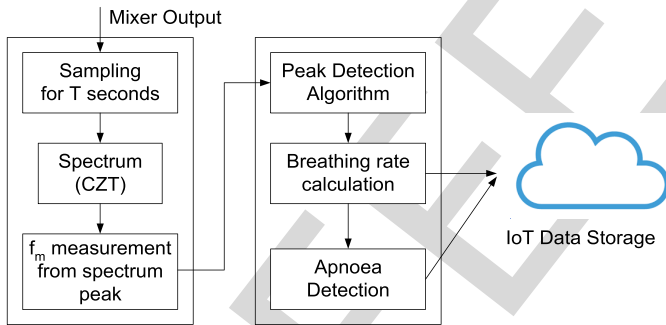 Mixer Output
Sampling
for T seconds
Spectrum
(CZT)
fm measurement
from spectrum
peak
Peak Detection
Algorithm
Breathing rate
calculation
Apnoea
Detection
IoT Data Storage